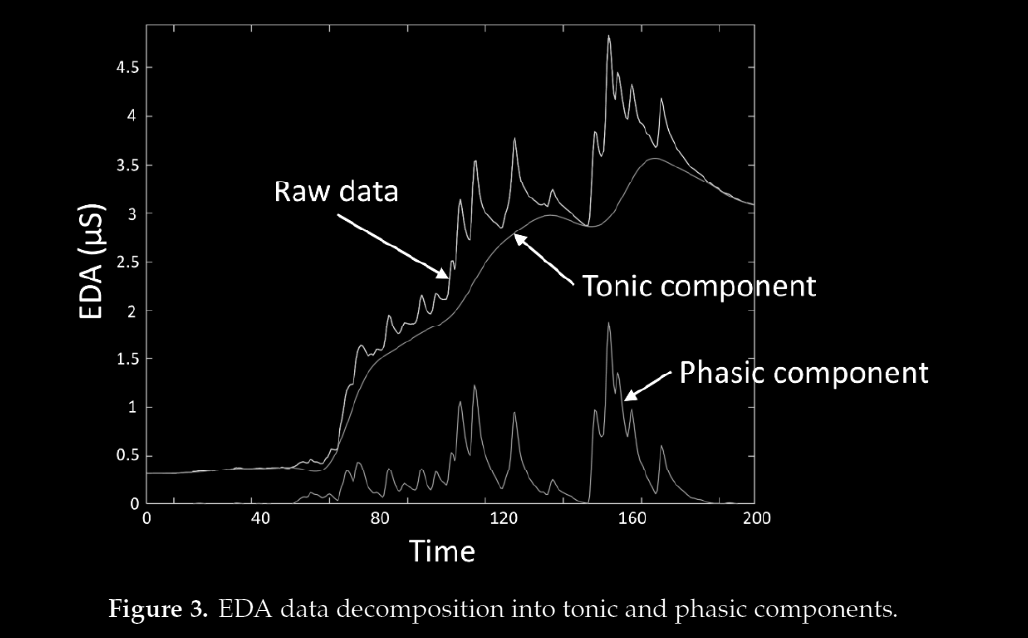 4.5
4
3.5
3
2.5
2
1.5
1
0.5
0
EDA (µS)
Raw data
Tonic component
Phasic component
0 40 80 120 160 200
Time
Figure 3. EDA data decomposition into tonic and phasic components.